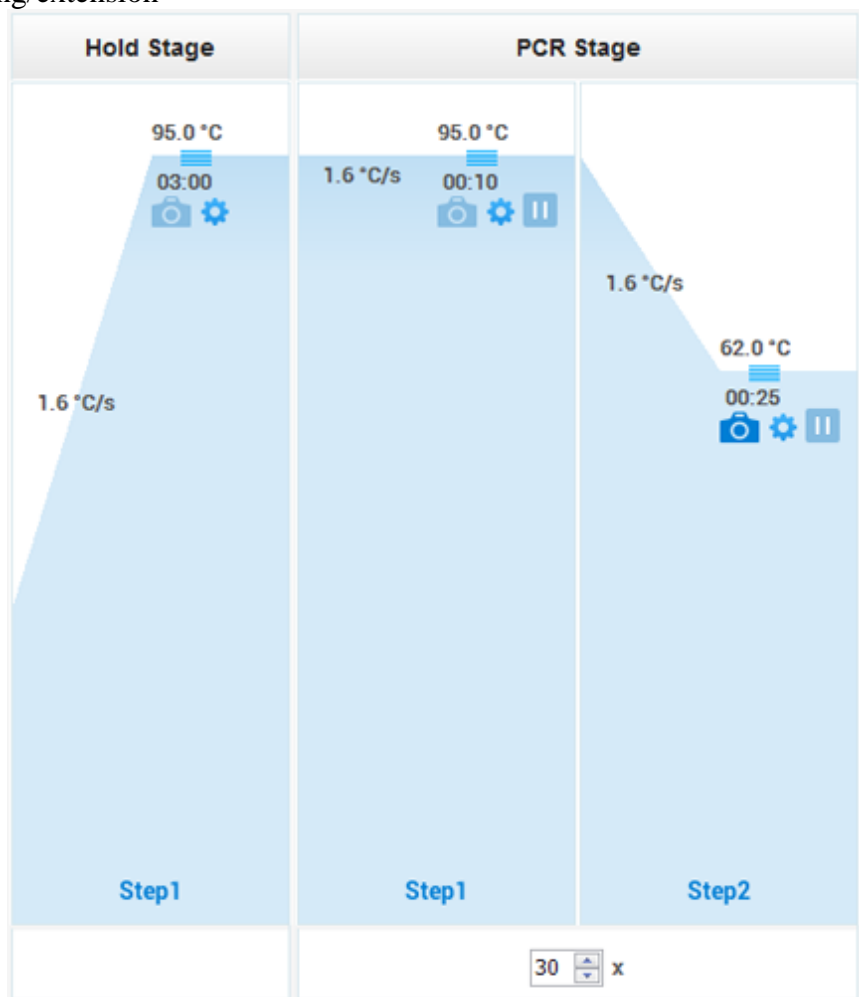 Hold Stage
PCR Stage
95.0 °C
03:00
1.6 °C/s
95.0 °C
1.6 °C/s
00:10
1.6 °C/s
62.0 °C
00:25
Step1
Step1
Step2
30 x